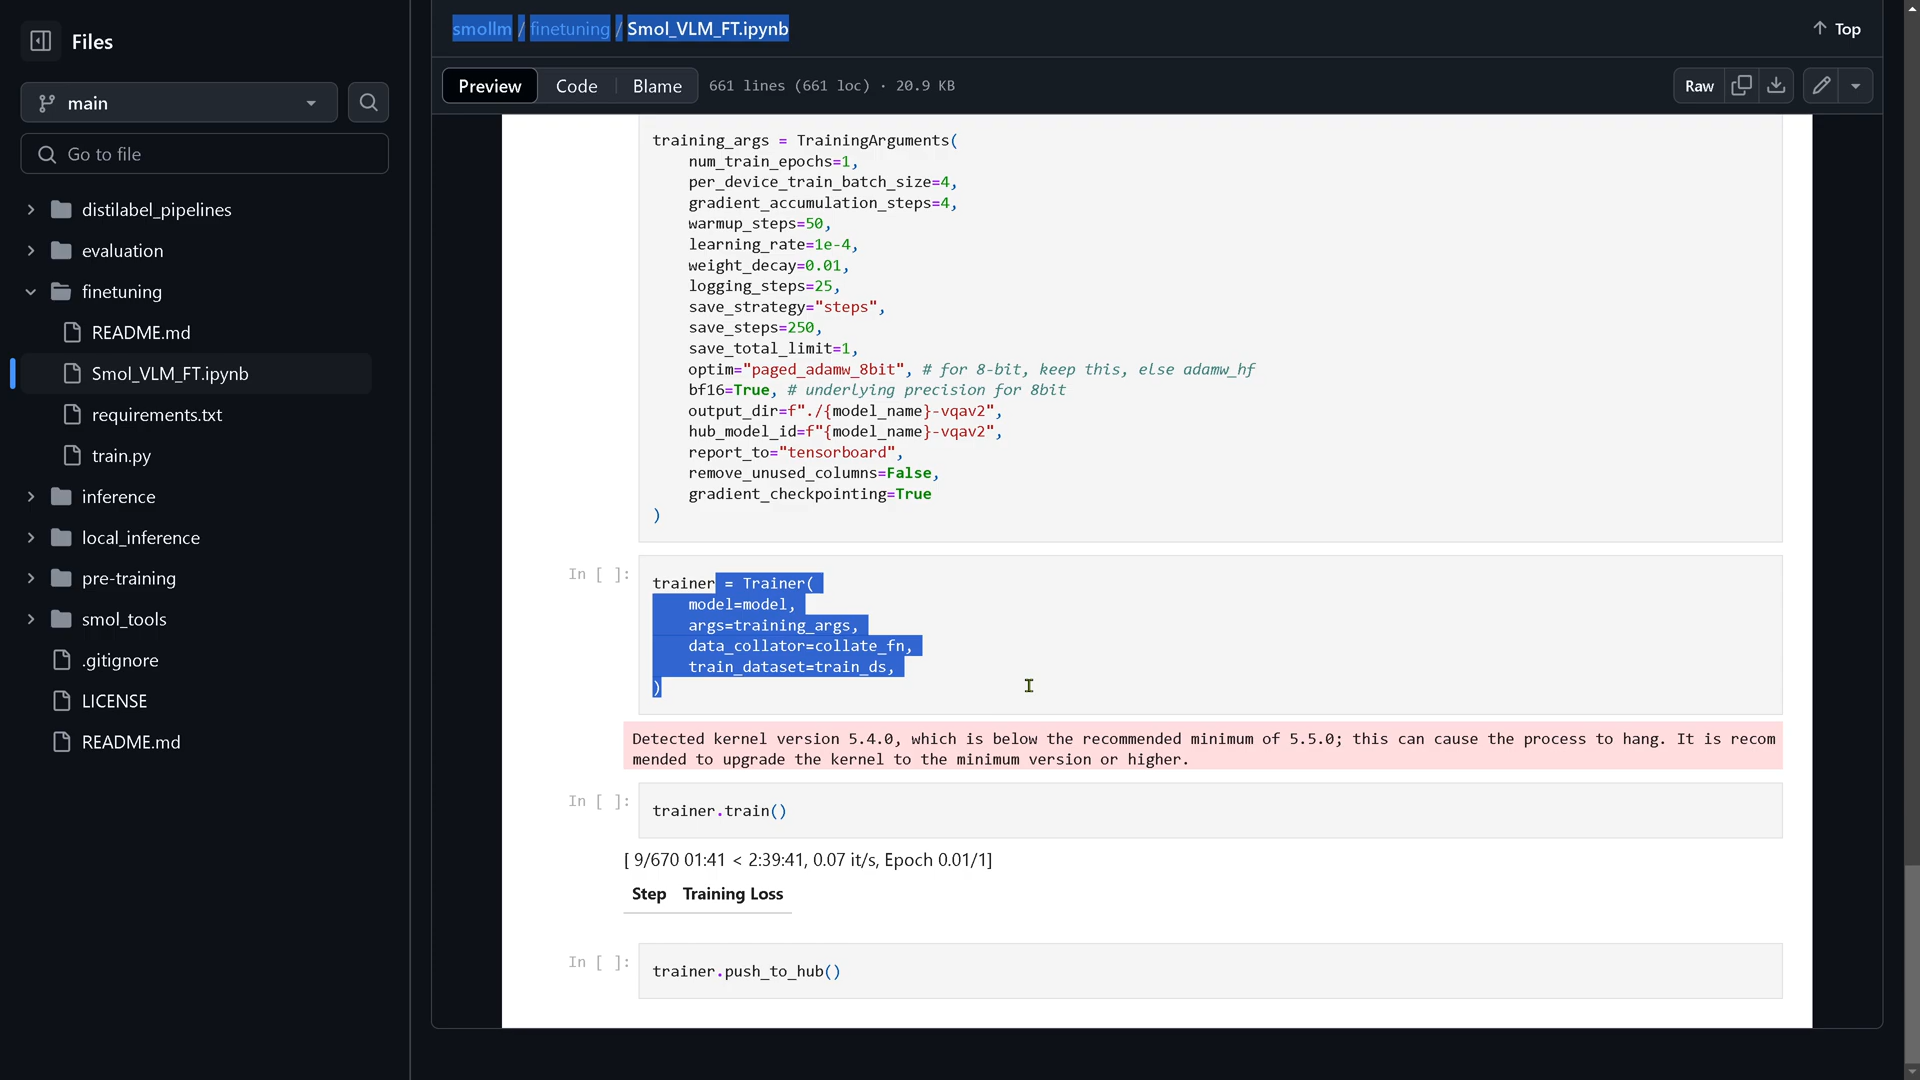 Files
main
Go to file
distilabel_pipelines
evaluation
finetuning
README.md
Smol_VLM_FT.ipynb
requirements.txt
train.py
inference
local_inference
pre-training
smol_tools
.gitignore
LICENSE
README.md
smollm / finetuning / Smol_VLM_FT.ipynb
Top
Preview Code Blame 661 lines (661 loc) · 20.9 KB
Raw
training_args = TrainingArguments(
    num_train_epochs=1,
    per_device_train_batch_size=4,
    gradient_accumulation_steps=4,
    warmup_steps=50,
    learning_rate=1e-4,
    weight_decay=0.01,
    logging_steps=25,
    save_strategy="steps",
    save_steps=250,
    save_total_limit=1,
    optim="paged_adamw_8bit", # for 8-bit, keep this, else adamw_hf
    bf16=True, # underlying precision for 8bit
    output_dir=f"./{model_name}-vqav2",
    hub_model_id=f"{model_name}-vqav2",
    report_to="tensorboard",
    remove_unused_columns=False,
    gradient_checkpointing=True
)
In [ ]:
trainer = Trainer(
    model=model,
    args=training_args,
    data_collator=collate_fn,
    train_dataset=train_ds,
)
Detected kernel version 5.4.0, which is below the recommended minimum of 5.5.0; this can cause the process to hang. It is recom
mended to upgrade the kernel to the minimum version or higher.
In [ ]:
trainer.train()
[ 9/670 01:41 < 2:39:41, 0.07 it/s, Epoch 0.01/1]
Step Training Loss
In [ ]:
trainer.push_to_hub()